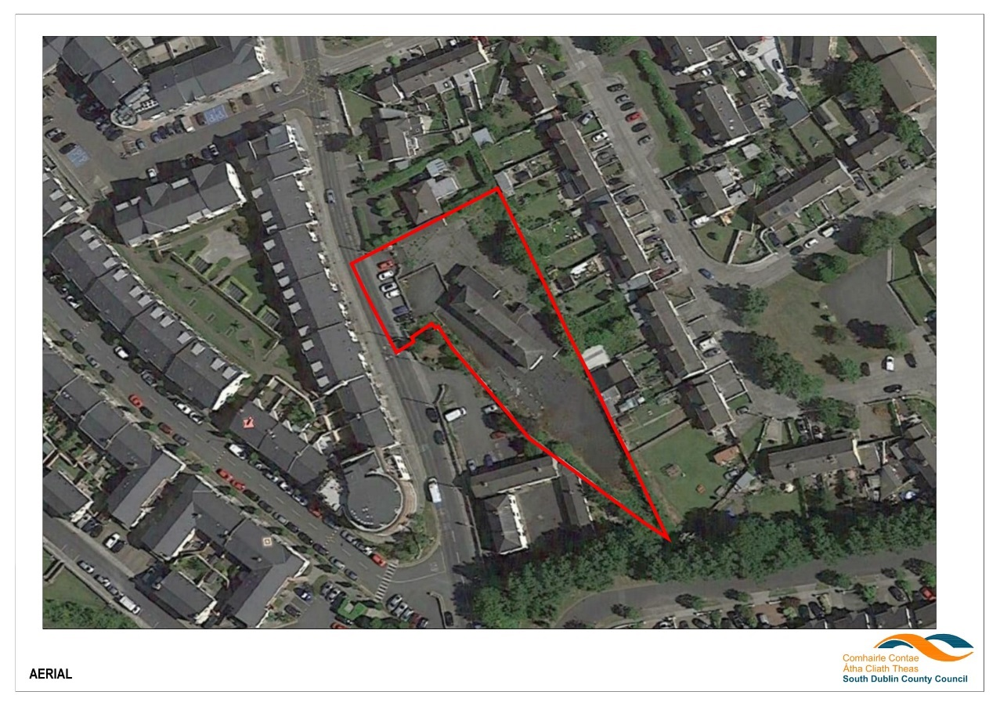 AERIAL
Comhairle Contae
Átha Cliath Theas
South Dublin County Council